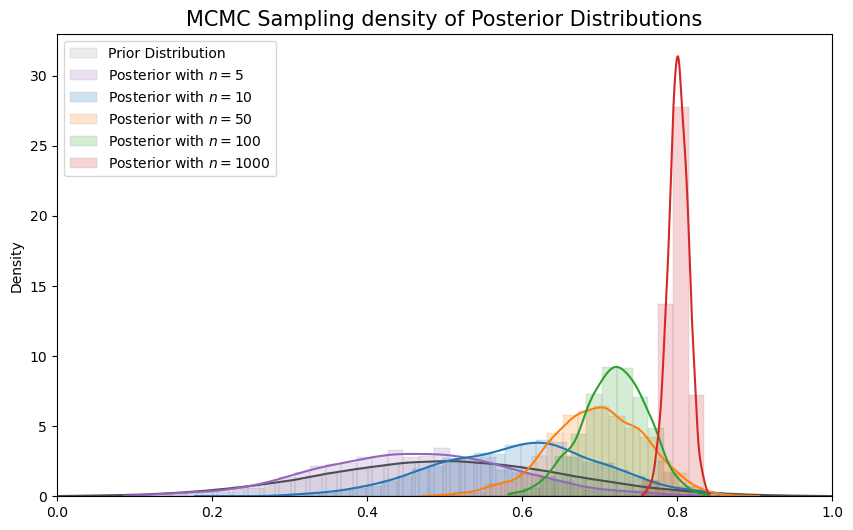 MCMC Sampling density of Posterior Distributions
Prior Distribution
Posterior with n = 5
Posterior with n = 10
Posterior with n = 50
Posterior with n = 100
Posterior with n = 1000
Density
30
25
20
15
10
5
0
0.0 0.2 0.4 0.6 0.8 1.0